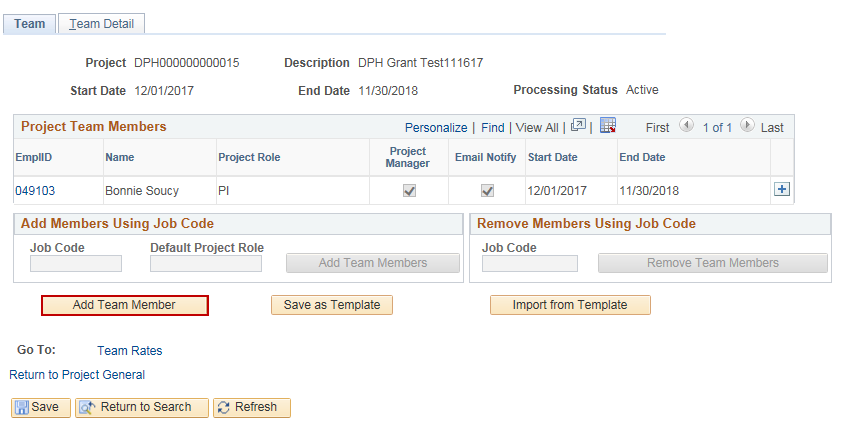 Team Team Detail
Project DPH000000000015 Description DPH Grant Test111617
Start Date 12/01/2017 End Date 11/30/2018 Processing Status Active
Project Team Members Personalize | Find | View All | | First 1 of 1 Last
EmplID Name Project Role Project Manager Email Notify Start Date End Date
049103 Bonnie Soucy PI 12/01/2017 11/30/2018
Add Members Using Job Code Remove Members Using Job Code
Job Code Default Project Role Job Code
Add Team Members Remove Team Members
Add Team Member Save as Template Import from Template
Go To: Team Rates
Return to Project General
Save Return to Search Refresh